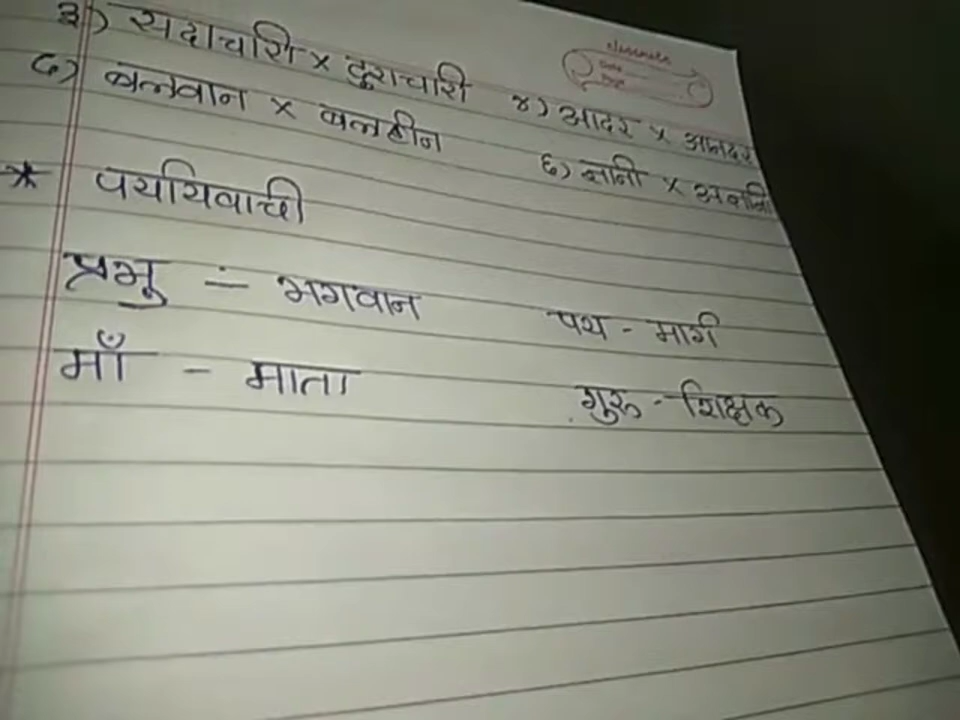 ३) सदाचारी × दुराचारी
४) आदर × अनादर
५) बलवान × बलहीन
६) ज्ञानी × अज्ञानी
* पर्यायवाची
प्रभु - भगवान
पथ - मार्ग
माँ - माता
गुरु - शिक्षक